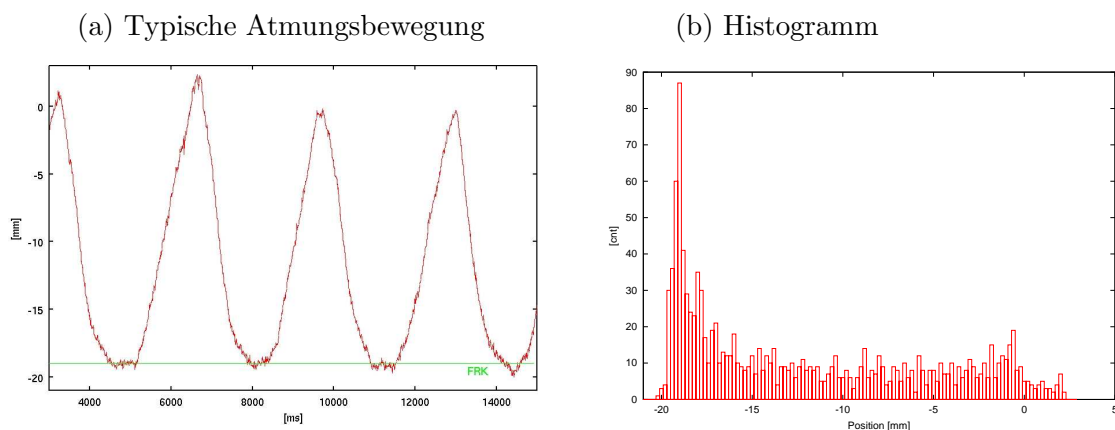 (a) Typische Atmungsbewegung
(b) Histogramm
0
-5
-10
-15
-20
[mm]
FRK
4000 6000 8000 10000 12000 14000
[ms]
90
80
70
60
50
40
30
20
10
0
[cnt]
-20 -15 -10 -5 0 5
Position [mm]